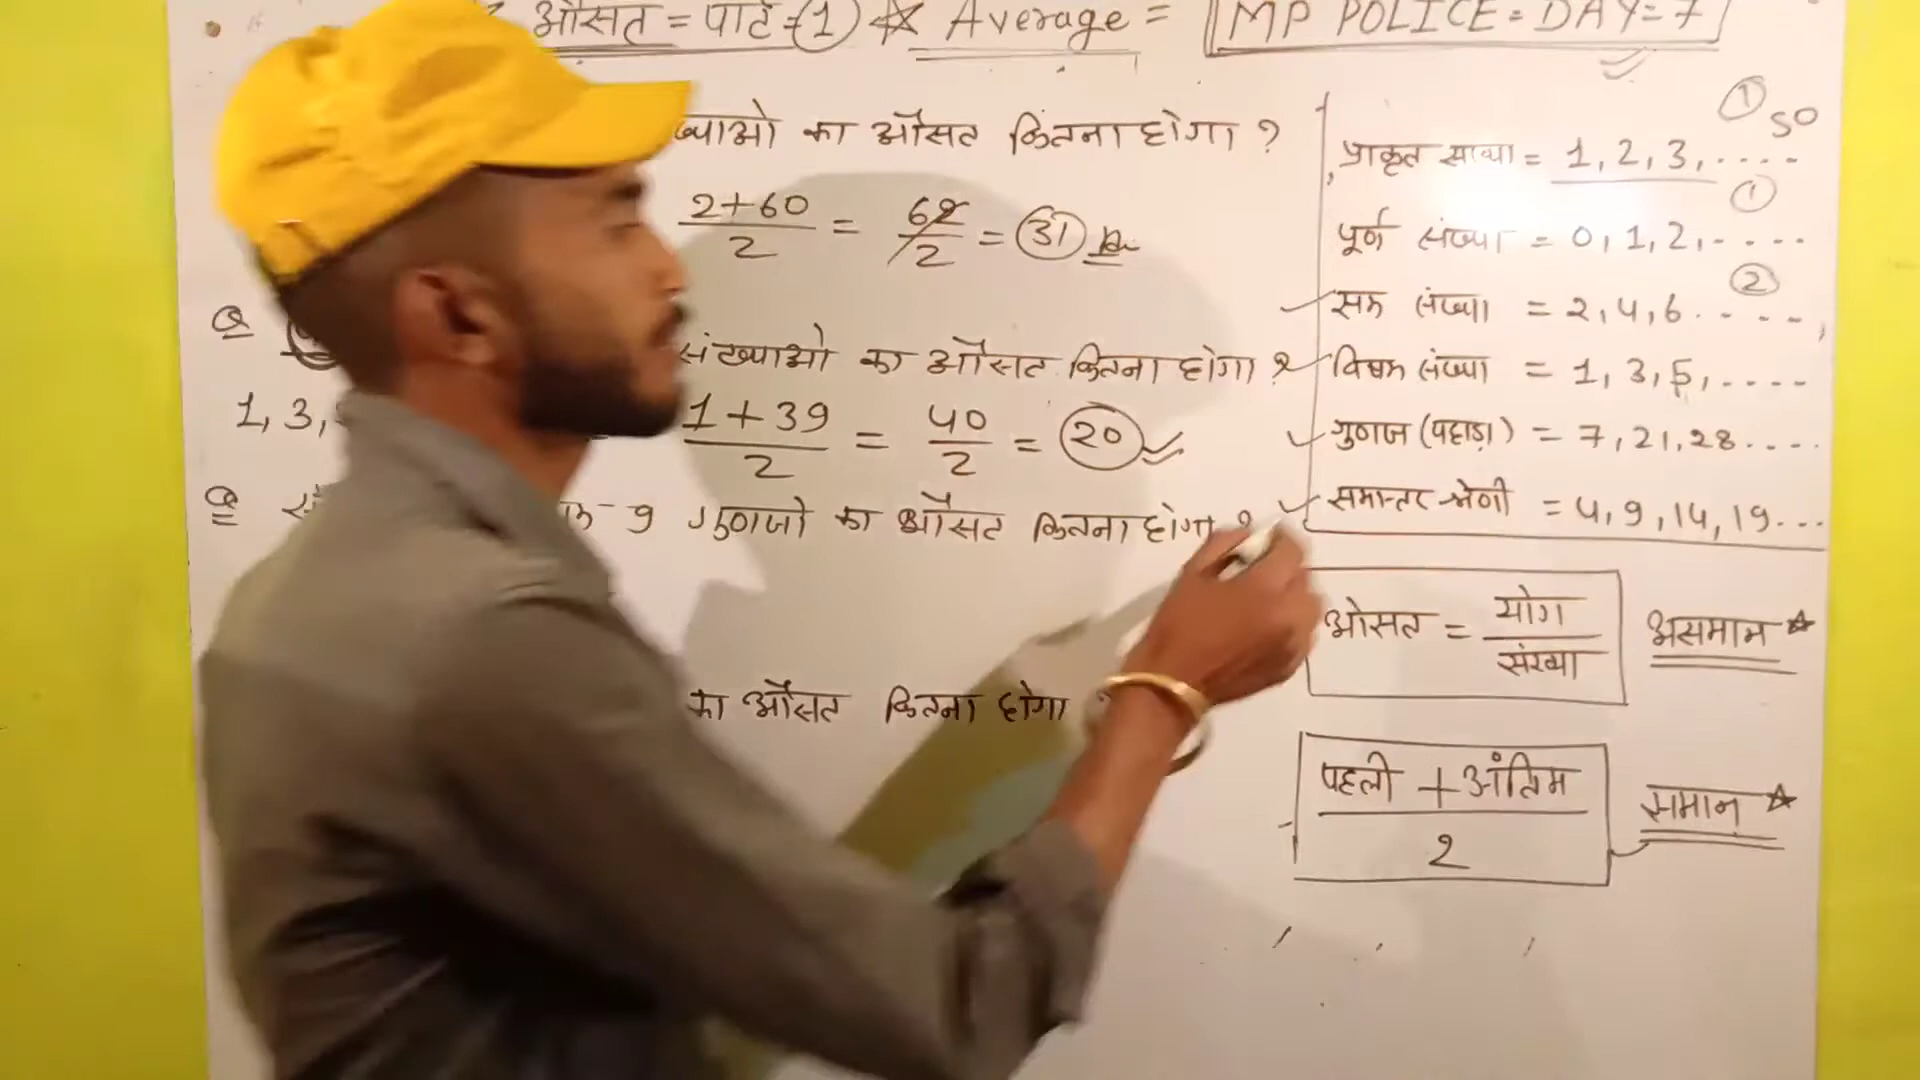 औसत = पार्ट-1 ☆ Average = MP POLICE = DAY = 7
का औसत कितना होगा ?
2+60/2 = 62/2 = 31
Q
संख्याओ का औसत कितना होगा ?
1, 3,
1 + 39/2 = 40/2 = 20
Q
- 9 गुणजो का औसत कितना होगा ?
का औसत कितना होगा ?
1
50
प्राकृत = 1, 2, 3, ....
1
पूर्ण संख्या = 0, 1, 2, ....
2
सम संख्या = 2, 4, 6 ....
विषम संख्या = 1, 3, 5, ....
गुणज (पहाड़ा) = 7, 21, 28 ....
समान्तर श्रेणी = 4, 9, 14, 19 ...
औसत = योग/संख्या असमान ☆
पहली + अंतिम/2 समान ☆